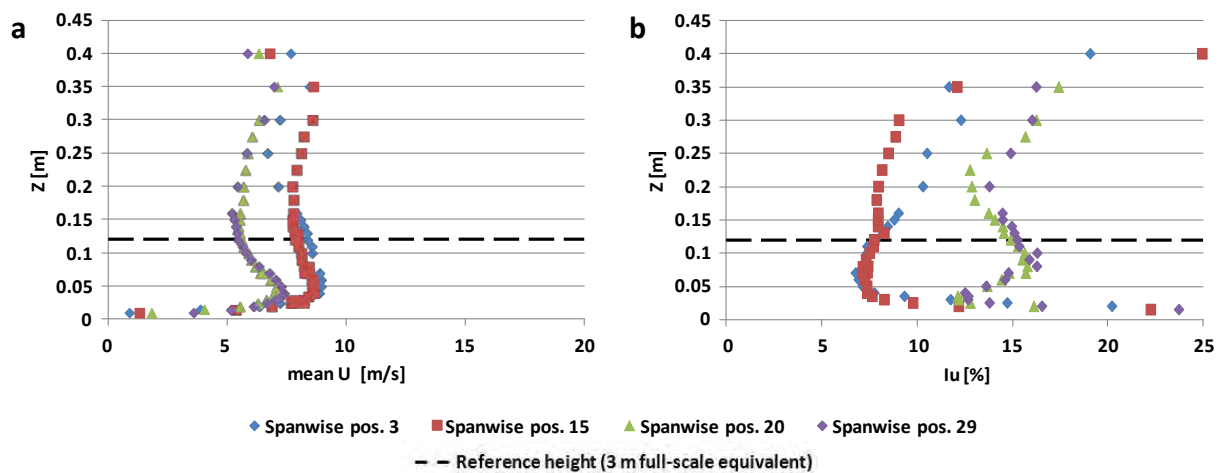 a
0.45
0.4
0.35
0.3
0.25
0.2
0.15
0.1
0.05
0
Z [m]
0 5 10 15 20
mean U [m/s]
b
0.45
0.4
0.35
0.3
0.25
0.2
0.15
0.1
0.05
0
Z [m]
0 5 10 15 20 25
Iu [%]
Spanwise pos. 3 Spanwise pos. 15 Spanwise pos. 20 Spanwise pos. 29
Reference height (3 m full-scale equivalent)